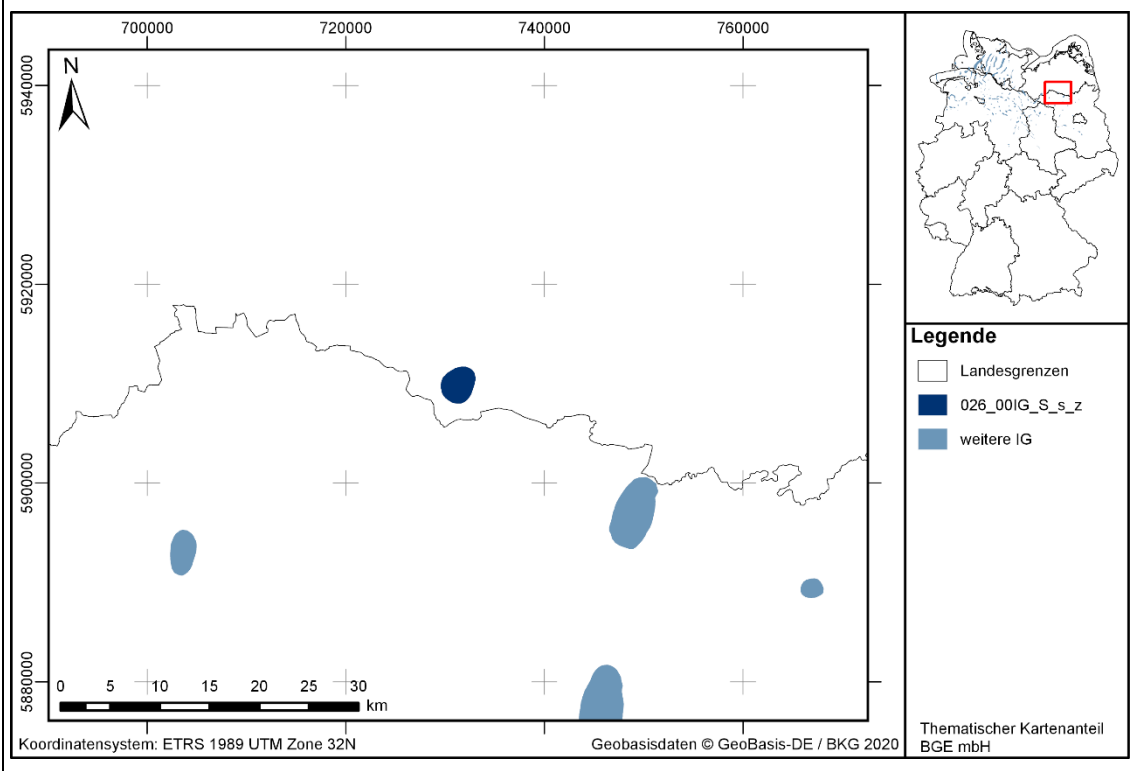 700000 720000 740000 760000
N
5940000
5920000
5900000
5880000
0 5 10 15 20 25 30
km
Koordinatensystem: ETRS 1989 UTM Zone 32N
Geobasisdaten © GeoBasis-DE / BKG 2020
Legende
Landesgrenzen
026_00IG_S_s_z
weitere IG
Thematischer Kartenanteil
BGE mbH